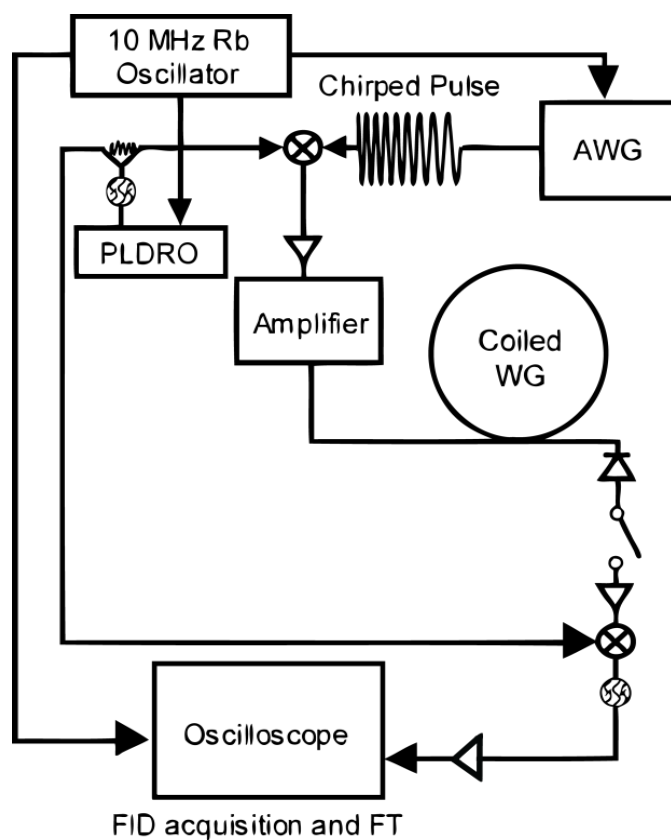 10 MHz Rb
Oscillator
Chirped Pulse
AWG
PLDRO
Amplifier
Coiled
WG
Oscilloscope
FID acquisition and FT